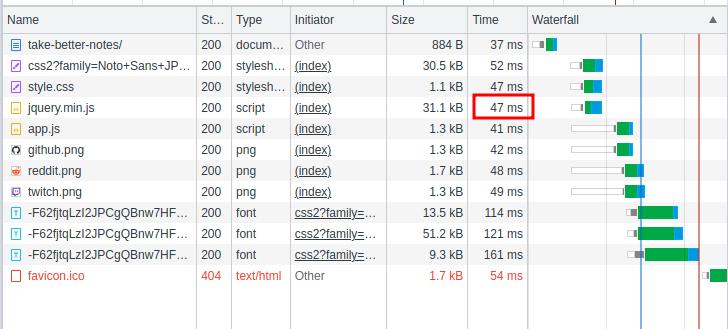 Name St... Type Initiator Size Time Waterfall
take-better-notes/ 200 docum... Other 884 B 37 ms
css2?family=Noto+Sans+JP... 200 stylesh... (index) 30.5 kB 52 ms
style.css 200 stylesh... (index) 1.1 kB 47 ms
jquery.min.js 200 script (index) 31.1 kB 47 ms
app.js 200 script (index) 1.3 kB 41 ms
github.png 200 png (index) 1.3 kB 42 ms
reddit.png 200 png (index) 1.7 kB 48 ms
twitch.png 200 png (index) 1.3 kB 49 ms
-F62fjtqLzI2JPCgQBnw7HF... 200 font css2?family=... 13.5 kB 114 ms
-F62fjtqLzI2JPCgQBnw7HF... 200 font css2?family=... 51.2 kB 121 ms
-F62fjtqLzI2JPCgQBnw7HF... 200 font css2?family=... 9.3 kB 161 ms
favicon.ico 404 text/html Other 1.7 kB 54 ms